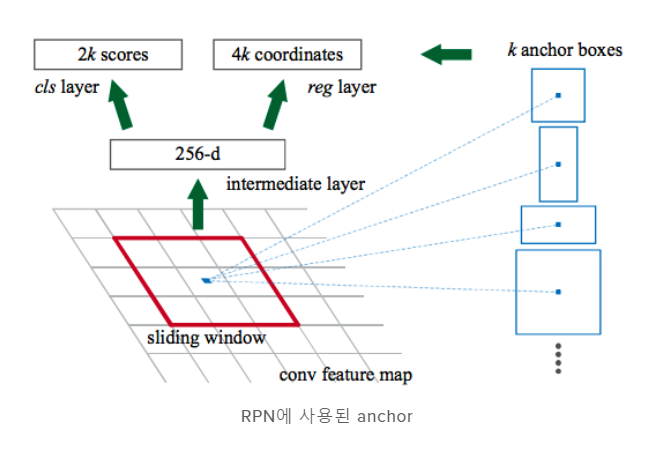 2k scores
4k coordinates
k anchor boxes
cls layer
reg layer
256-d
intermediate layer
sliding window
conv feature map
RPN에 사용된 anchor